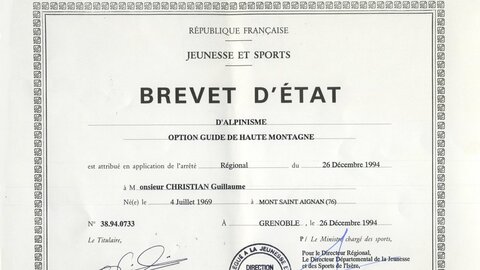 RÉPUBLIQUE FRANÇAISE
JEUNESSE ET SPORTS
BREVET D'ÉTAT
D'ALPINISME
OPTION GUIDE DE HAUTE MONTAGNE
est attribué en application de l'arrêté Régional du 26 Décembre 1994
à Monsieur CHRISTIAN Guillaume
Né(e) le 4 Juillet 1969 à MONT SAINT AIGNAN (76)
N° 38.94.0733 A GRENOBLE , le 26 Décembre 1994
Le Titulaire, P/ Le Ministre chargé des sports,
Pour le Directeur Régional,
Le Directeur Départemental de la Jeunesse
et des Sports de l'Isère,
A LA JEUNESSE E
DIRECTION